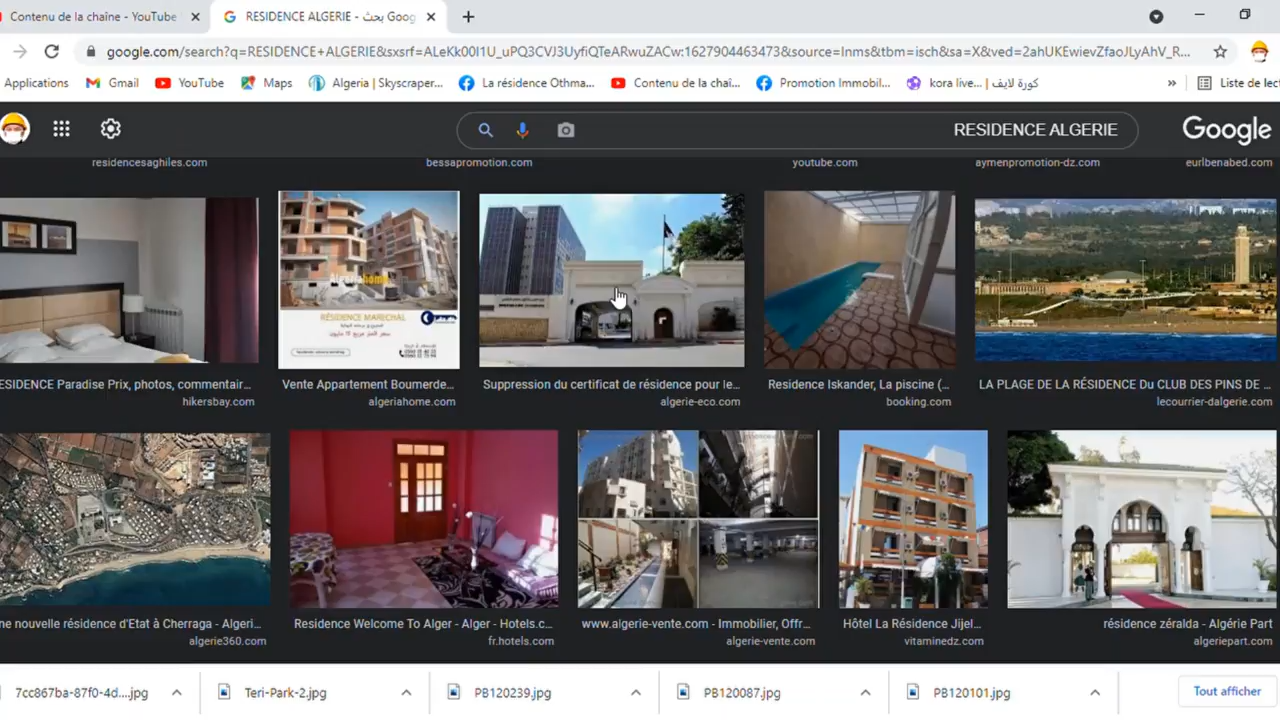 Contenu de la chaîne - YouTube
RESIDENCE ALGERIE - بحث Goog
google.com/search?q=RESIDENCE+ALGERIE&sxsrf=ALeKk00I1U_uPQ3CVJ3UyfiQTeARwuZACw:1627904463473&source=lnms&tbm=isch&sa=X&ved=2ahUKEwievZfaoJLyAhV_R...
Applications Gmail YouTube Maps Algeria | Skyscraper... La résidence Othma... Contenu de la chaî... Promotion Immobil... kora live... | كورة لايف » Liste de lect
RESIDENCE ALGERIE Google
residencesaghiles.com bessapromotion.com youtube.com aymenpromotion-dz.com eurlbenabed.com
Algeriahome
RÉSIDENCE MARECHAL
ESIDENCE Paradise Prix, photos, commentair... Vente Appartement Boumerde... Suppression du certificat de résidence pour le... Residence Iskander, La piscine (... LA PLAGE DE LA RÉSIDENCE Du CLUB DES PINS DE ...
hikersbay.com algeriahome.com algerie-eco.com booking.com lecourrier-dalgerie.com
ne nouvelle résidence d'Etat à Cherraga - Algeri... Residence Welcome To Alger - Alger - Hotels.c... www.algerie-vente.com - Immobilier, Offr... Hôtel La Résidence Jijel... résidence zéralda - Algérie Part
algerie360.com fr.hotels.com algerie-vente.com vitaminedz.com algeriepart.com
7cc867ba-87f0-4d....jpg Teri-Park-2.jpg PB120239.jpg PB120087.jpg PB120101.jpg Tout afficher